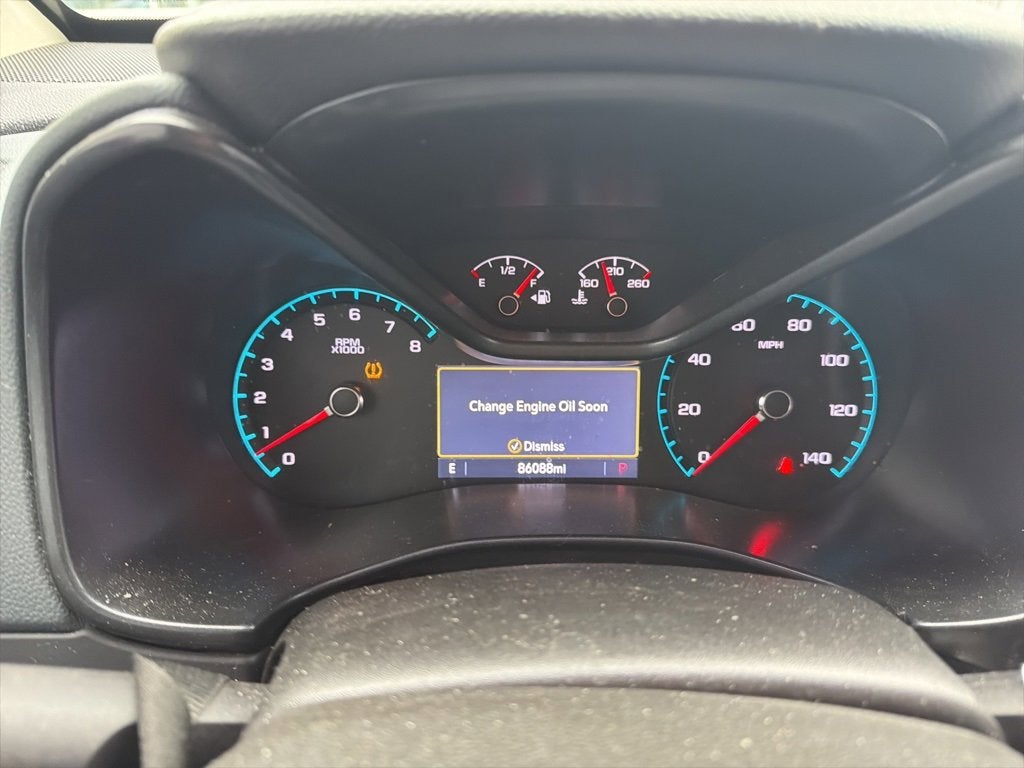 E 1/2 F
160 210 260
0 1 2 3 4 5 6 7 8
RPM
X1000
0 20 40 60 80 100 120 140
MPH
Change Engine Oil Soon
Dismiss
E 86088mi P